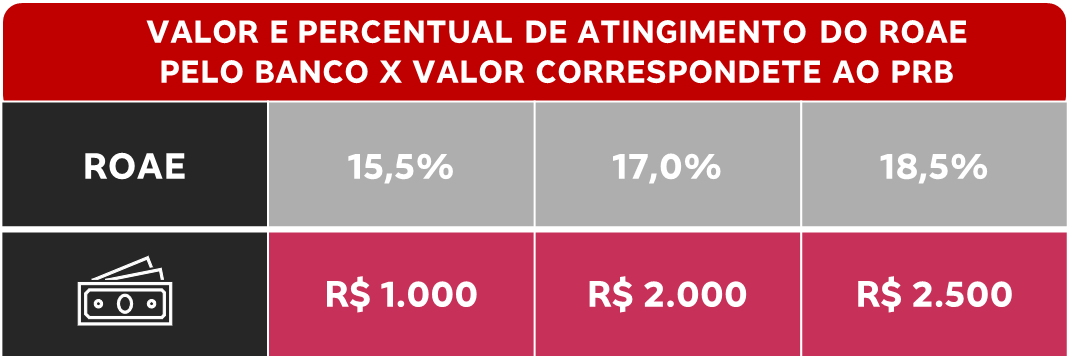 VALOR E PERCENTUAL DE ATINGIMENTO DO ROAE
PELO BANCO X VALOR CORRESPONDETE AO PRB
ROAE 15,5% 17,0% 18,5%
R$ 1.000 R$ 2.000 R$ 2.500